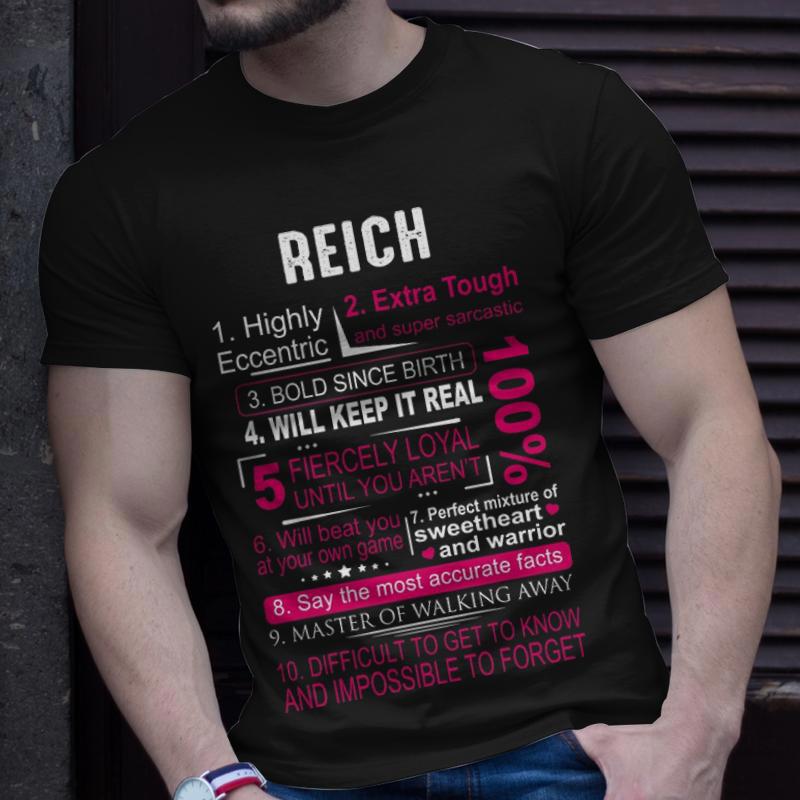 REICH
1. Highly
Eccentric
2. Extra Tough
and super sarcastic
3. BOLD SINCE BIRTH
4. WILL KEEP IT REAL
100%
5 FIERCELY LOYAL
UNTIL YOU AREN'T
6. Will beat you
at your own game
7. Perfect mixture of
sweetheart
and warrior
8. Say the most accurate facts
9. MASTER OF WALKING AWAY
10. DIFFICULT TO GET TO KNOW
AND IMPOSSIBLE TO FORGET